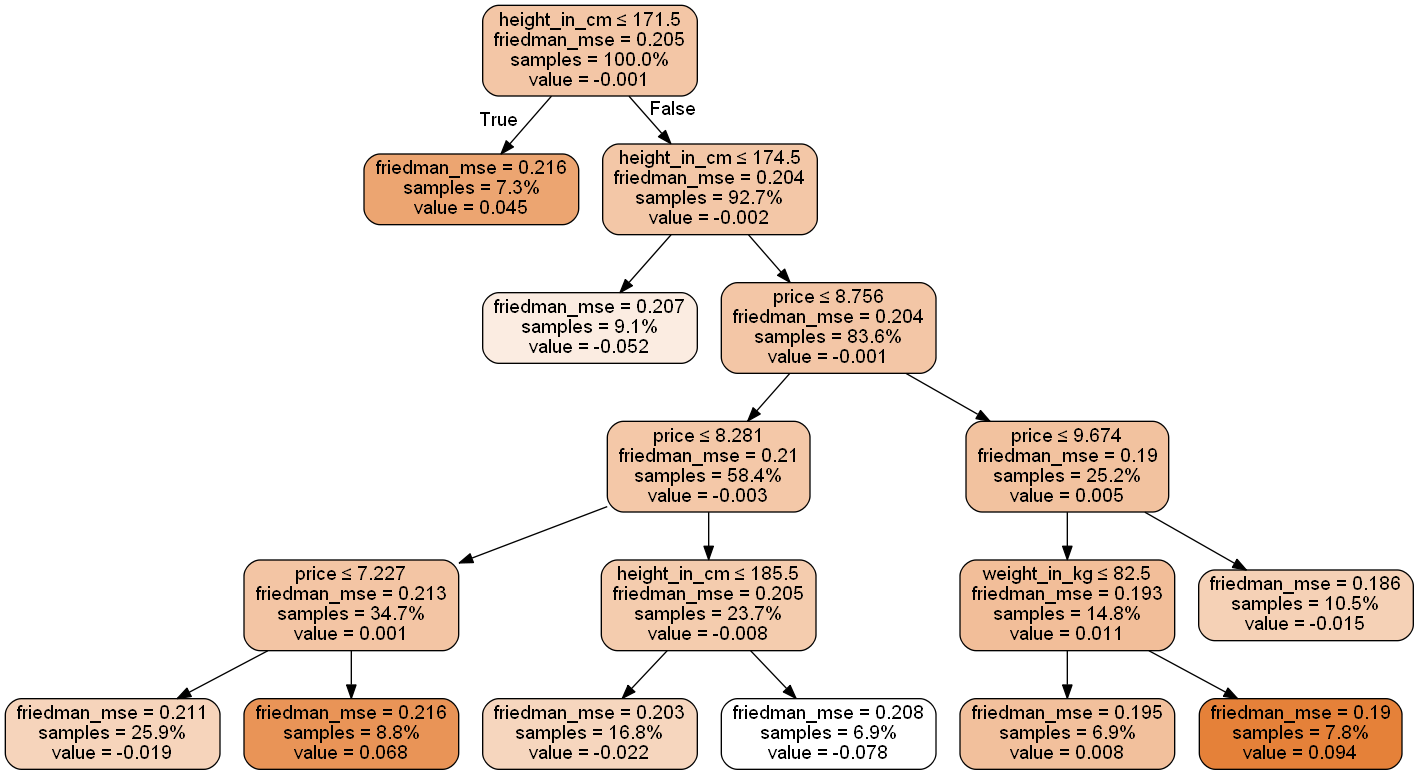 height_in_cm ≤ 171.5
friedman_mse = 0.205
samples = 100.0%
value = -0.001
True
False
friedman_mse = 0.216
samples = 7.3%
value = 0.045
height_in_cm ≤ 174.5
friedman_mse = 0.204
samples = 92.7%
value = -0.002
friedman_mse = 0.207
samples = 9.1%
value = -0.052
price ≤ 8.756
friedman_mse = 0.204
samples = 83.6%
value = -0.001
price ≤ 8.281
friedman_mse = 0.21
samples = 58.4%
value = -0.003
price ≤ 9.674
friedman_mse = 0.19
samples = 25.2%
value = 0.005
price ≤ 7.227
friedman_mse = 0.213
samples = 34.7%
value = 0.001
height_in_cm ≤ 185.5
friedman_mse = 0.205
samples = 23.7%
value = -0.008
weight_in_kg ≤ 82.5
friedman_mse = 0.193
samples = 14.8%
value = 0.011
friedman_mse = 0.186
samples = 10.5%
value = -0.015
friedman_mse = 0.211
samples = 25.9%
value = -0.019
friedman_mse = 0.216
samples = 8.8%
value = 0.068
friedman_mse = 0.203
samples = 16.8%
value = -0.022
friedman_mse = 0.208
samples = 6.9%
value = -0.078
friedman_mse = 0.195
samples = 6.9%
value = 0.008
friedman_mse = 0.19
samples = 7.8%
value = 0.094